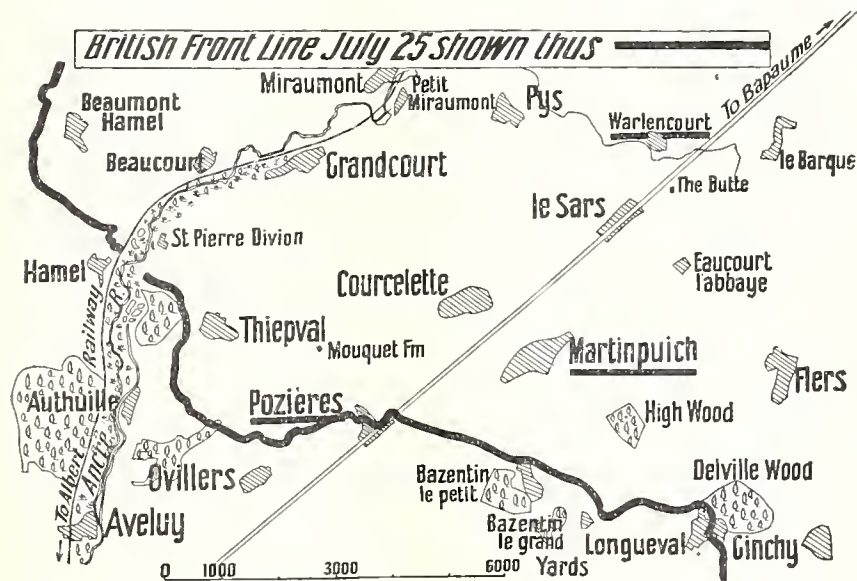 British Front Line July 25 shown thus
To Bapaume
Miraumont
Petit
Miraumont
Pys
Beaumont
Hamel
Warlencourt
Beaucourt
Grandcourt
le Barque
The Butte
le Sars
St Pierre Divion
Hamel
Eaucourt
l'abbaye
Courcelette
Railway
R.
Thiepval
Mouquet Fm
Martinpuich
Flers
Authuille
Pozières
High Wood
Ancre
Ovillers
Bazentin
le petit
Delville Wood
To Albert
Aveluy
Bazentin
le grand
Longueval
Ginchy
0 1000 3000 6000
Yards